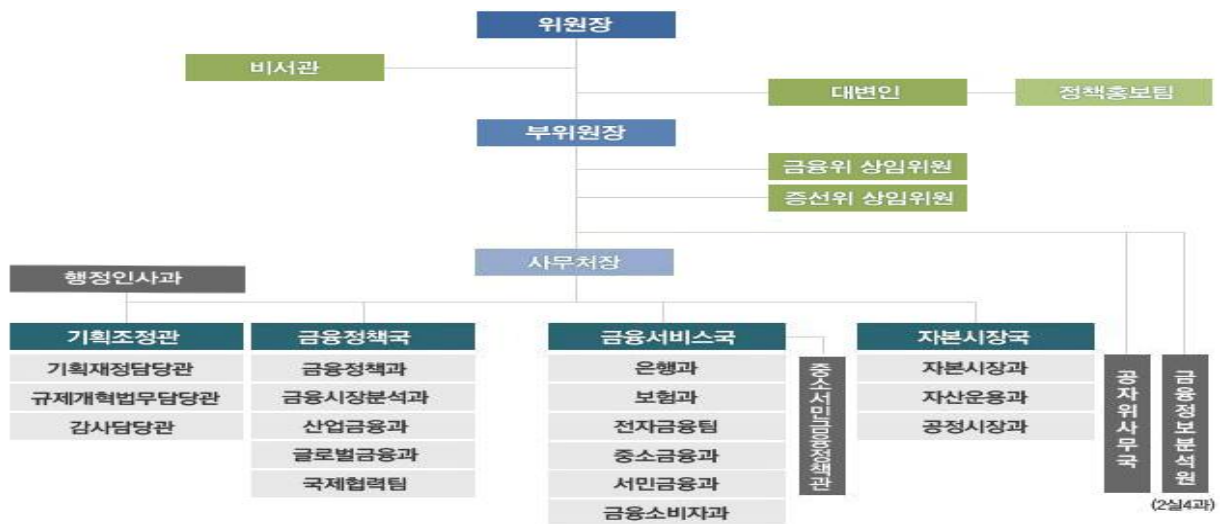 위원장
비서관
대변인
정책홍보팀
부위원장
금융위 상임위원
증선위 상임위원
사무처장
행정인사과
기획조정관
기획재정담당관
규제개혁법무담당관
감사담당관
금융정책국
금융정책과
금융시장분석과
산업금융과
글로벌금융과
국제협력팀
금융서비스국
은행과
보험과
전자금융팀
중소금융과
서민금융과
금융소비자과
중소서민금융정책관
자본시장국
자본시장과
자산운용과
공정시장과
공자위사무국
금융정보분석원
(2실4과)